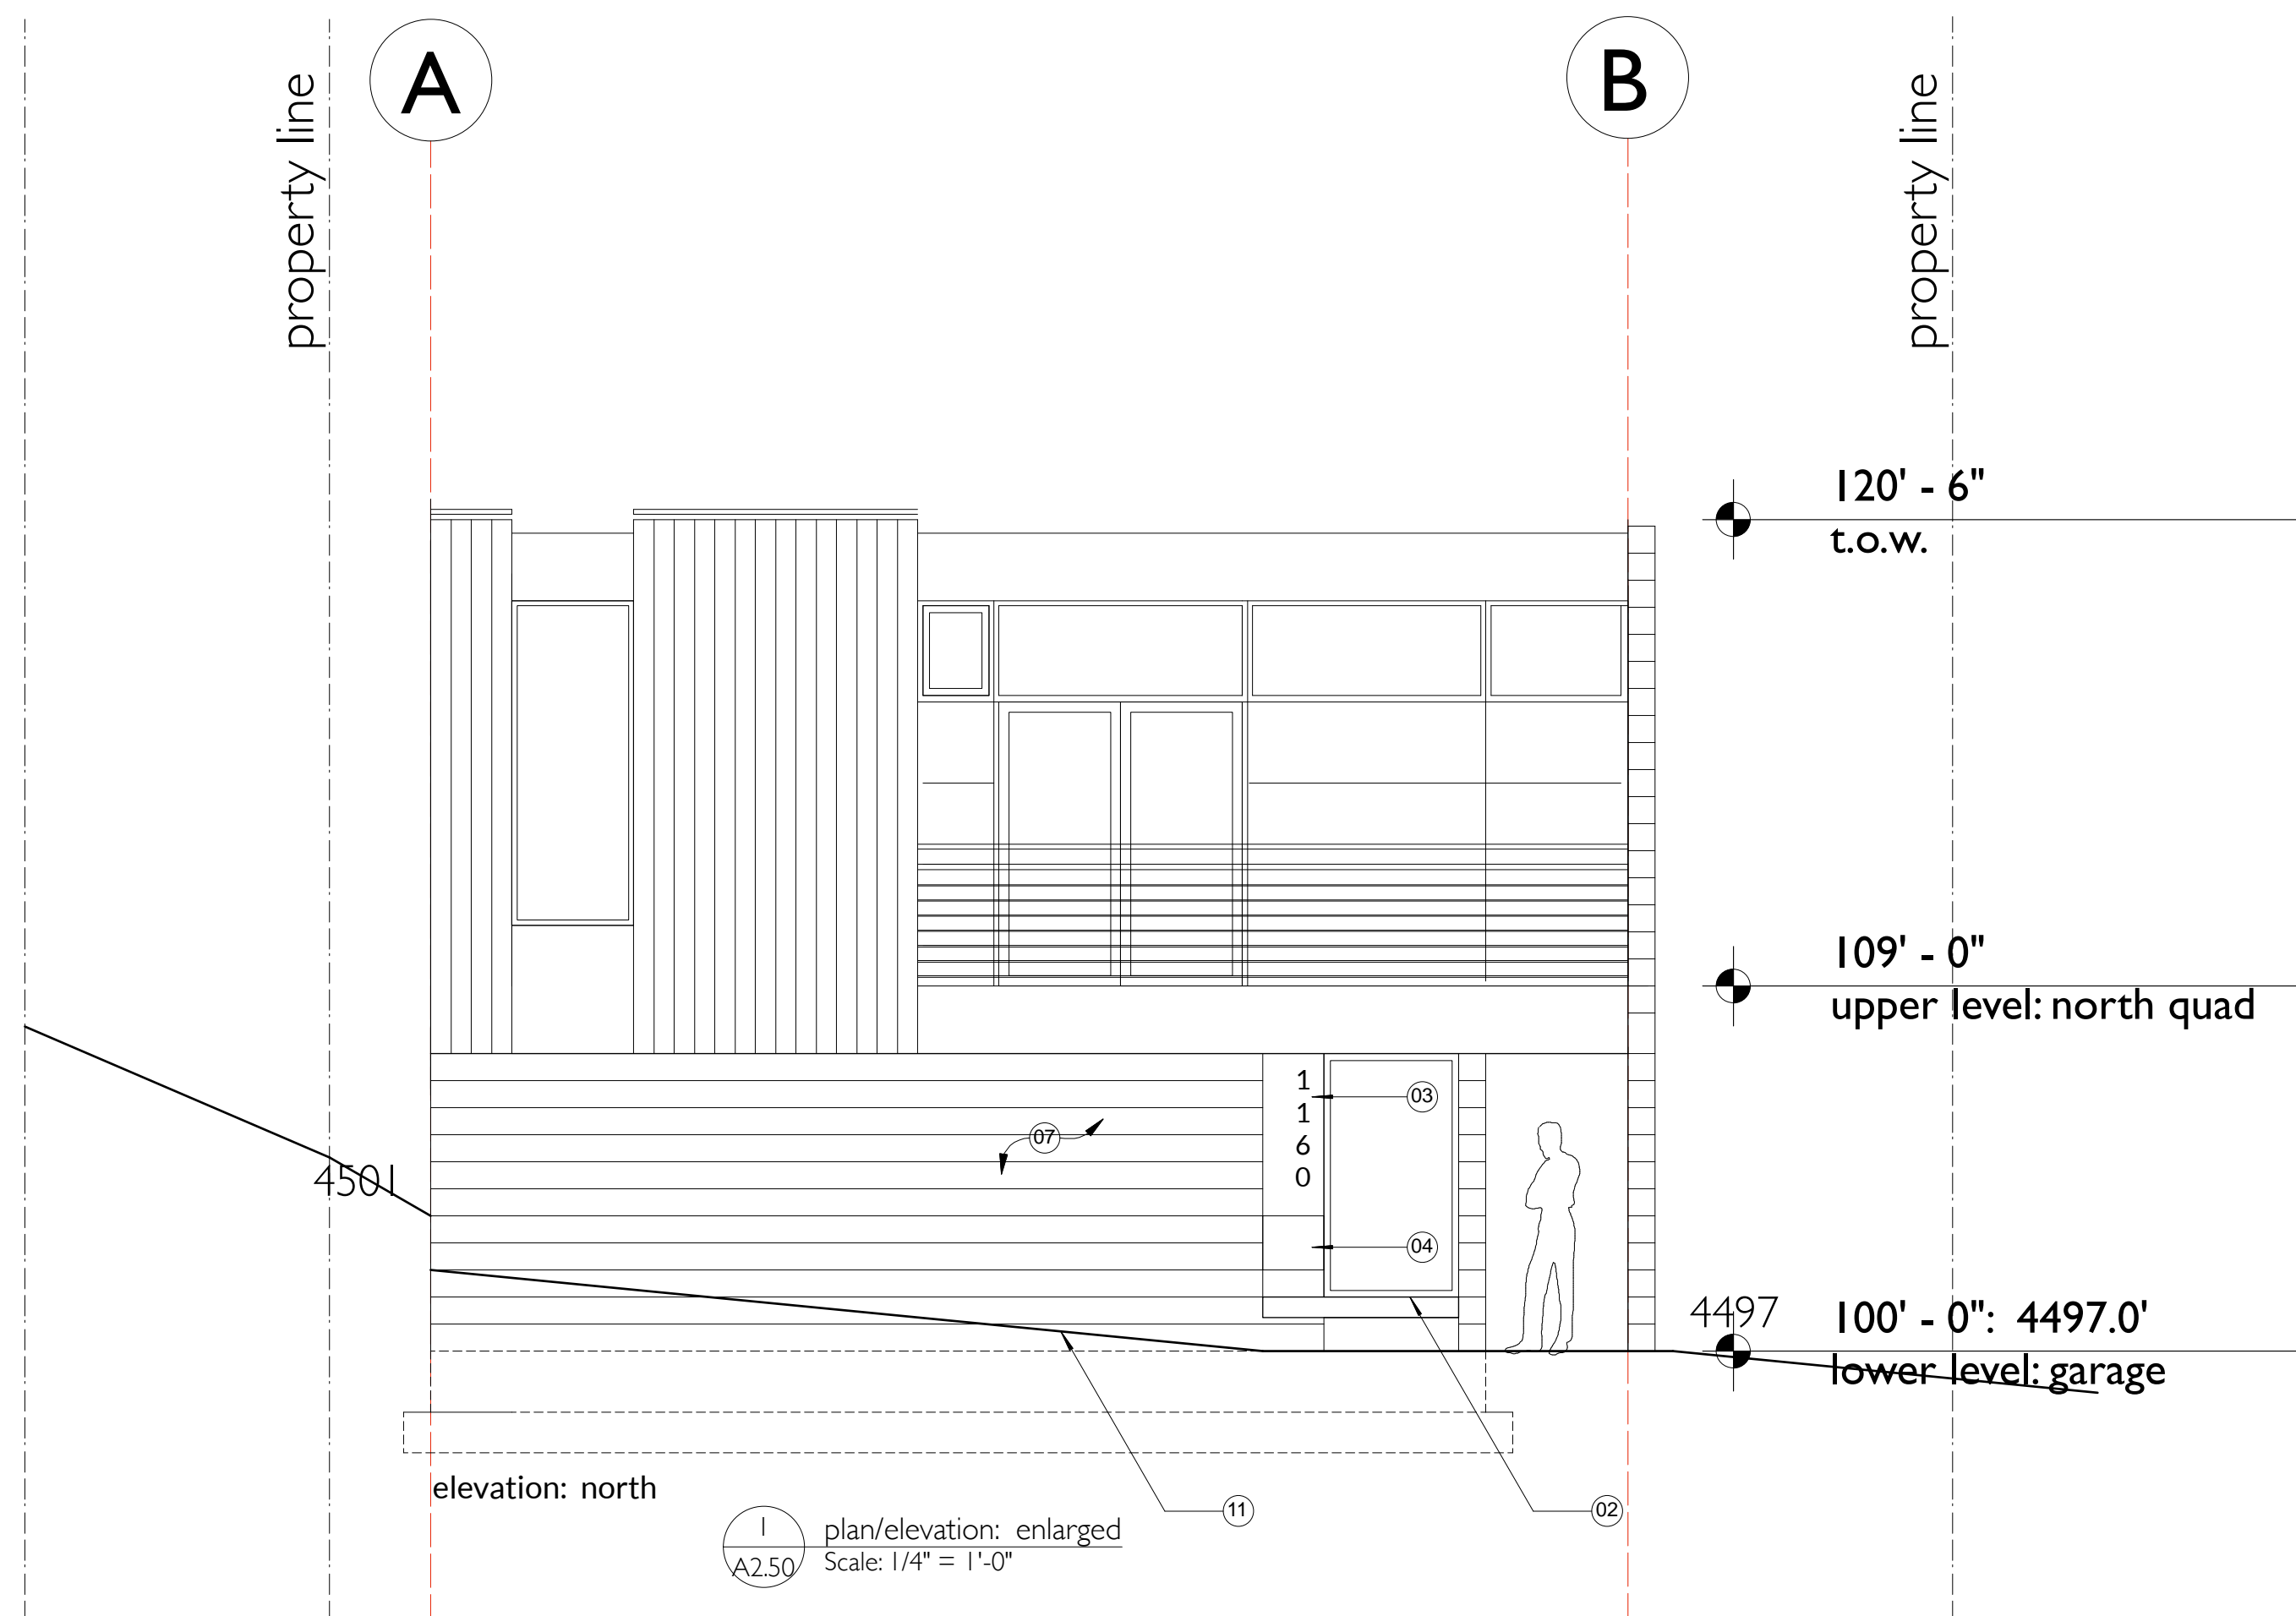 A
B
property line
property line
120' - 6"
t.o.w.
109' - 0"
upper level: north quad
1
1
6
0
03
07
4501
04
4497
100' - 0":  4497.0'
lower level: garage
elevation:  north
11
02
1
A2.50
plan/elevation:  enlarged
Scale: 1/4" = 1'-0"